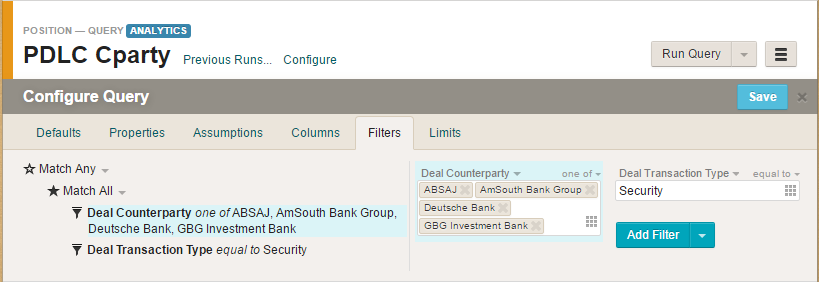 POSITION — QUERY ANALYTICS
PDLC Cparty Previous Runs... Configure Run Query
Configure Query Save
Defaults Properties Assumptions Columns Filters Limits
Match Any
Match All
Deal Counterparty one of ABSAJ, AmSouth Bank Group,
Deutsche Bank, GBG Investment Bank
Deal Transaction Type equal to Security
Deal Counterparty one of
ABSAJ AmSouth Bank Group
Deutsche Bank
GBG Investment Bank
Deal Transaction Type equal to
Security
Add Filter